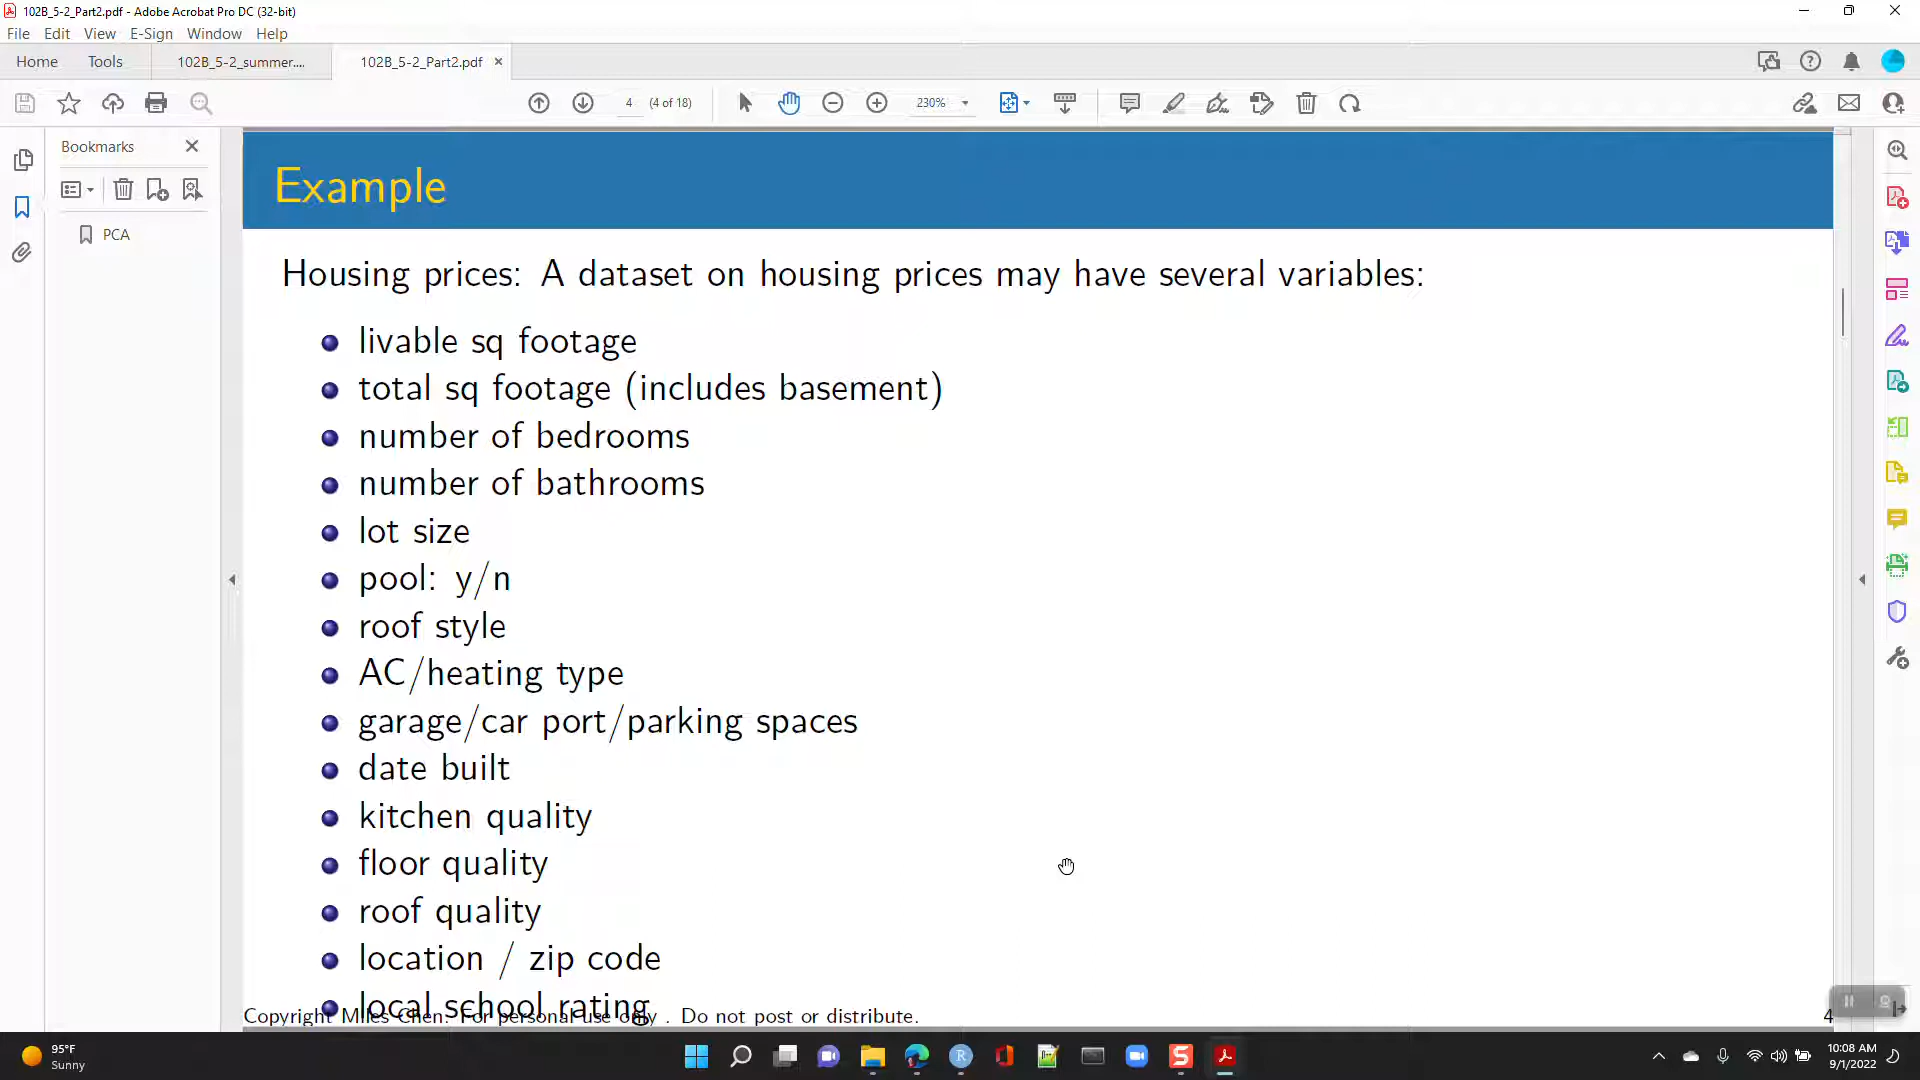 102B_5-2_Part2.pdf - Adobe Acrobat Pro DC (32-bit)
File Edit View E-Sign Window Help
Home Tools 102B_5-2_summer.... 102B_5-2_Part2.pdf ×
4 (4 of 18) 230%
Bookmarks
PCA
Example
Housing prices: A dataset on housing prices may have several variables:
livable sq footage
total sq footage (includes basement)
number of bedrooms
number of bathrooms
lot size
pool: y/n
roof style
AC/heating type
garage/car port/parking spaces
date built
kitchen quality
floor quality
roof quality
location / zip code
local school rating
Copyright Miles Chen. For personal use only . Do not post or distribute.
4
95°F
Sunny
10:08 AM
9/1/2022